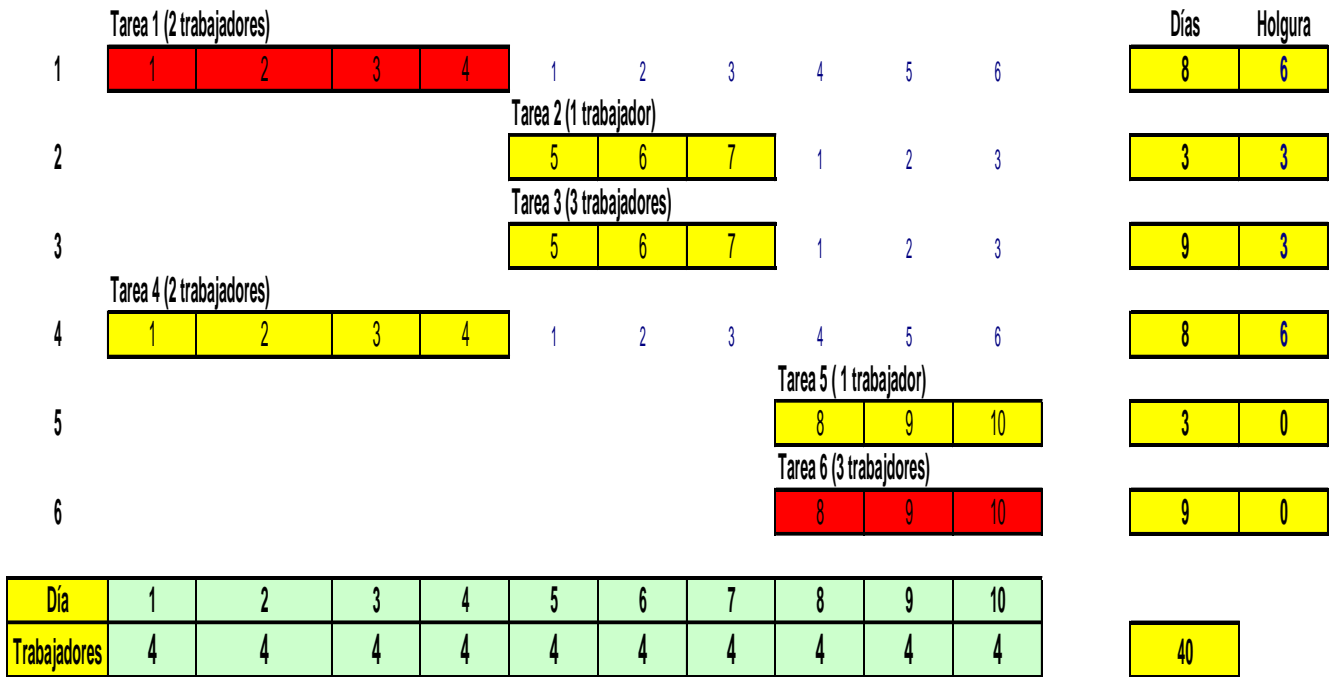 Tarea 1 (2 trabajadores) Días Holgura
1 1 2 3 4 1 2 3 4 5 6 8 6
Tarea 2 (1 trabajador)
2 5 6 7 1 2 3 3 3
Tarea 3 (3 trabajadores)
3 5 6 7 1 2 3 9 3
Tarea 4 (2 trabajadores)
4 1 2 3 4 1 2 3 4 5 6 8 6
Tarea 5 ( 1 trabajador)
5 8 9 10 3 0
Tarea 6 (3 trabajdores)
6 8 9 10 9 0
Día 1 2 3 4 5 6 7 8 9 10
Trabajadores 4 4 4 4 4 4 4 4 4 4 40